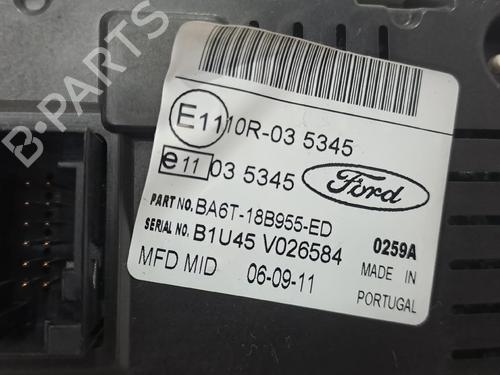 B-PARTS
E11 10R-03 5345
e11 03 5345 Ford
PART NO. BA6T-18B955-ED
SERIAL NO. B1U45 V026584
0259A
MFD MID 06-09-11
MADE IN
PORTUGAL